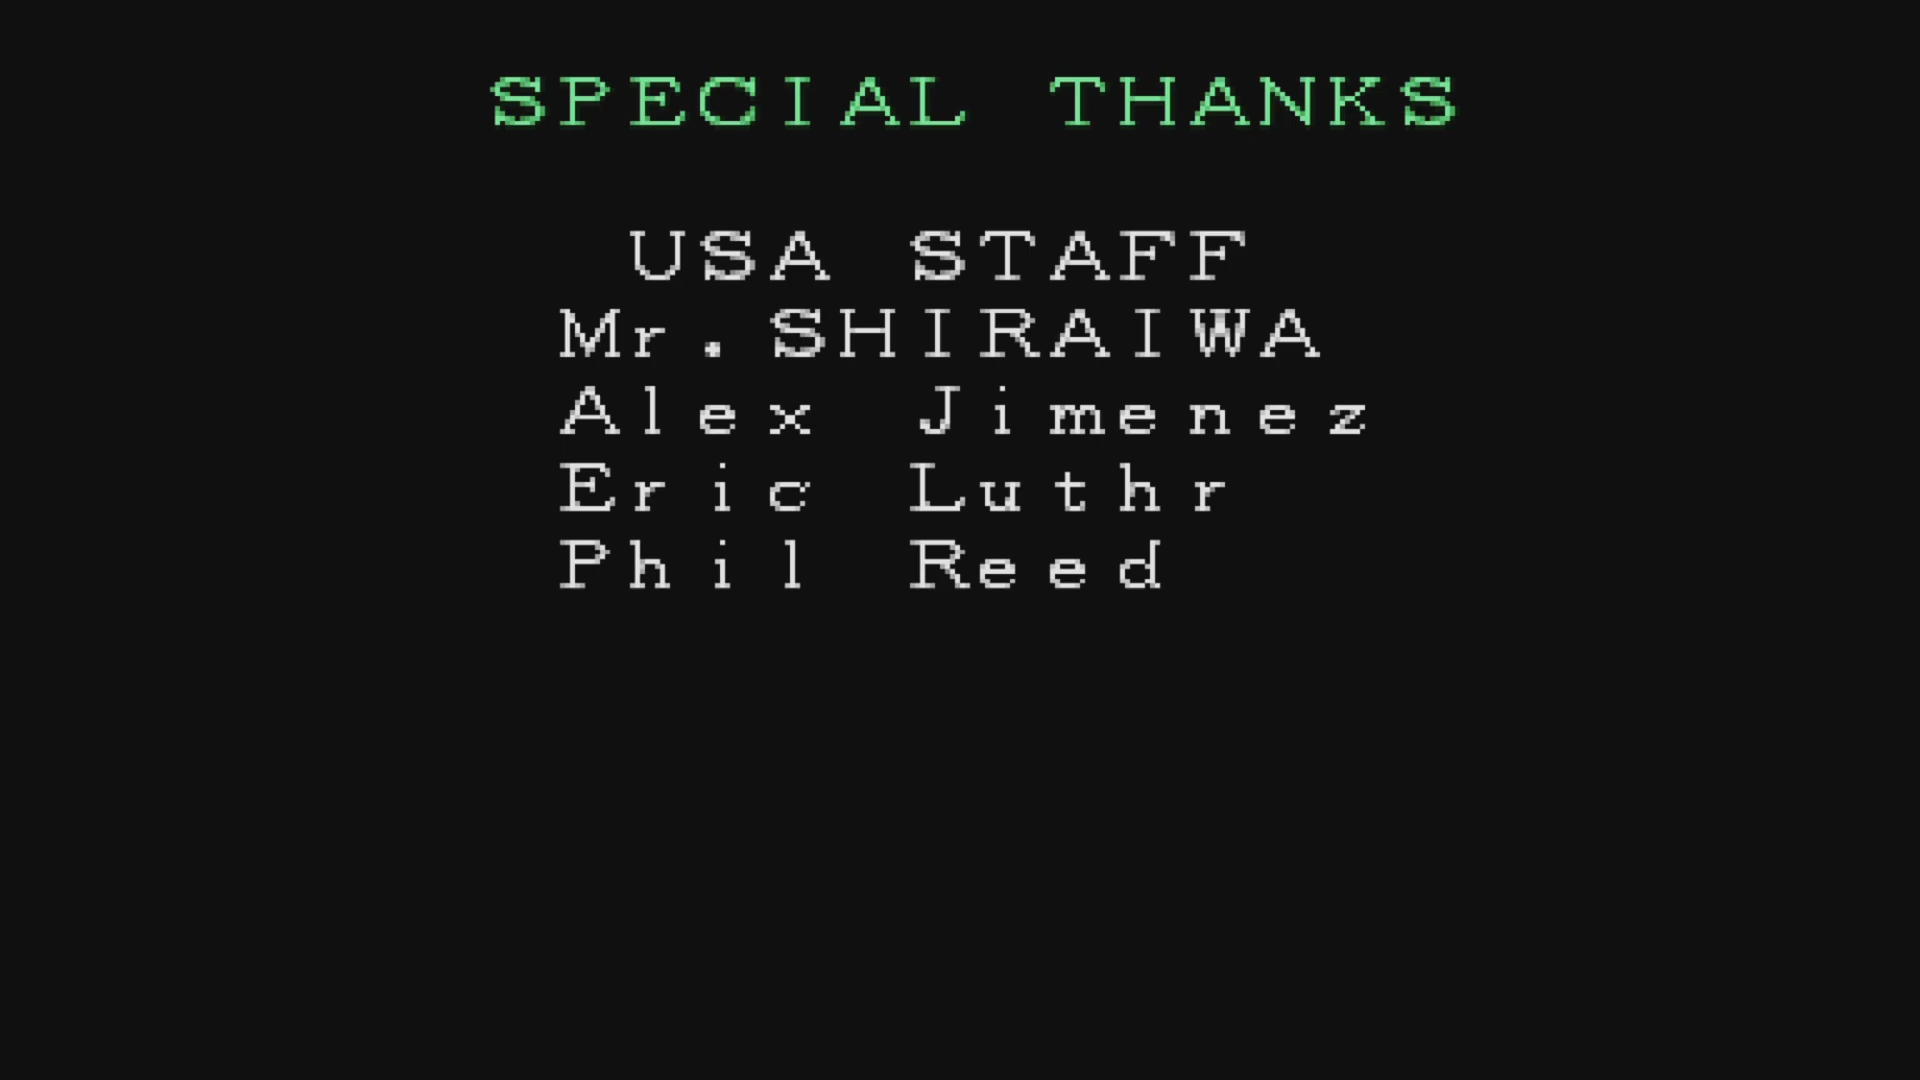 SPECIAL THANKS
USA STAFF
Mr.SHIRAIWA
Alex Jimenez
Eric Luthr
Phil Reed